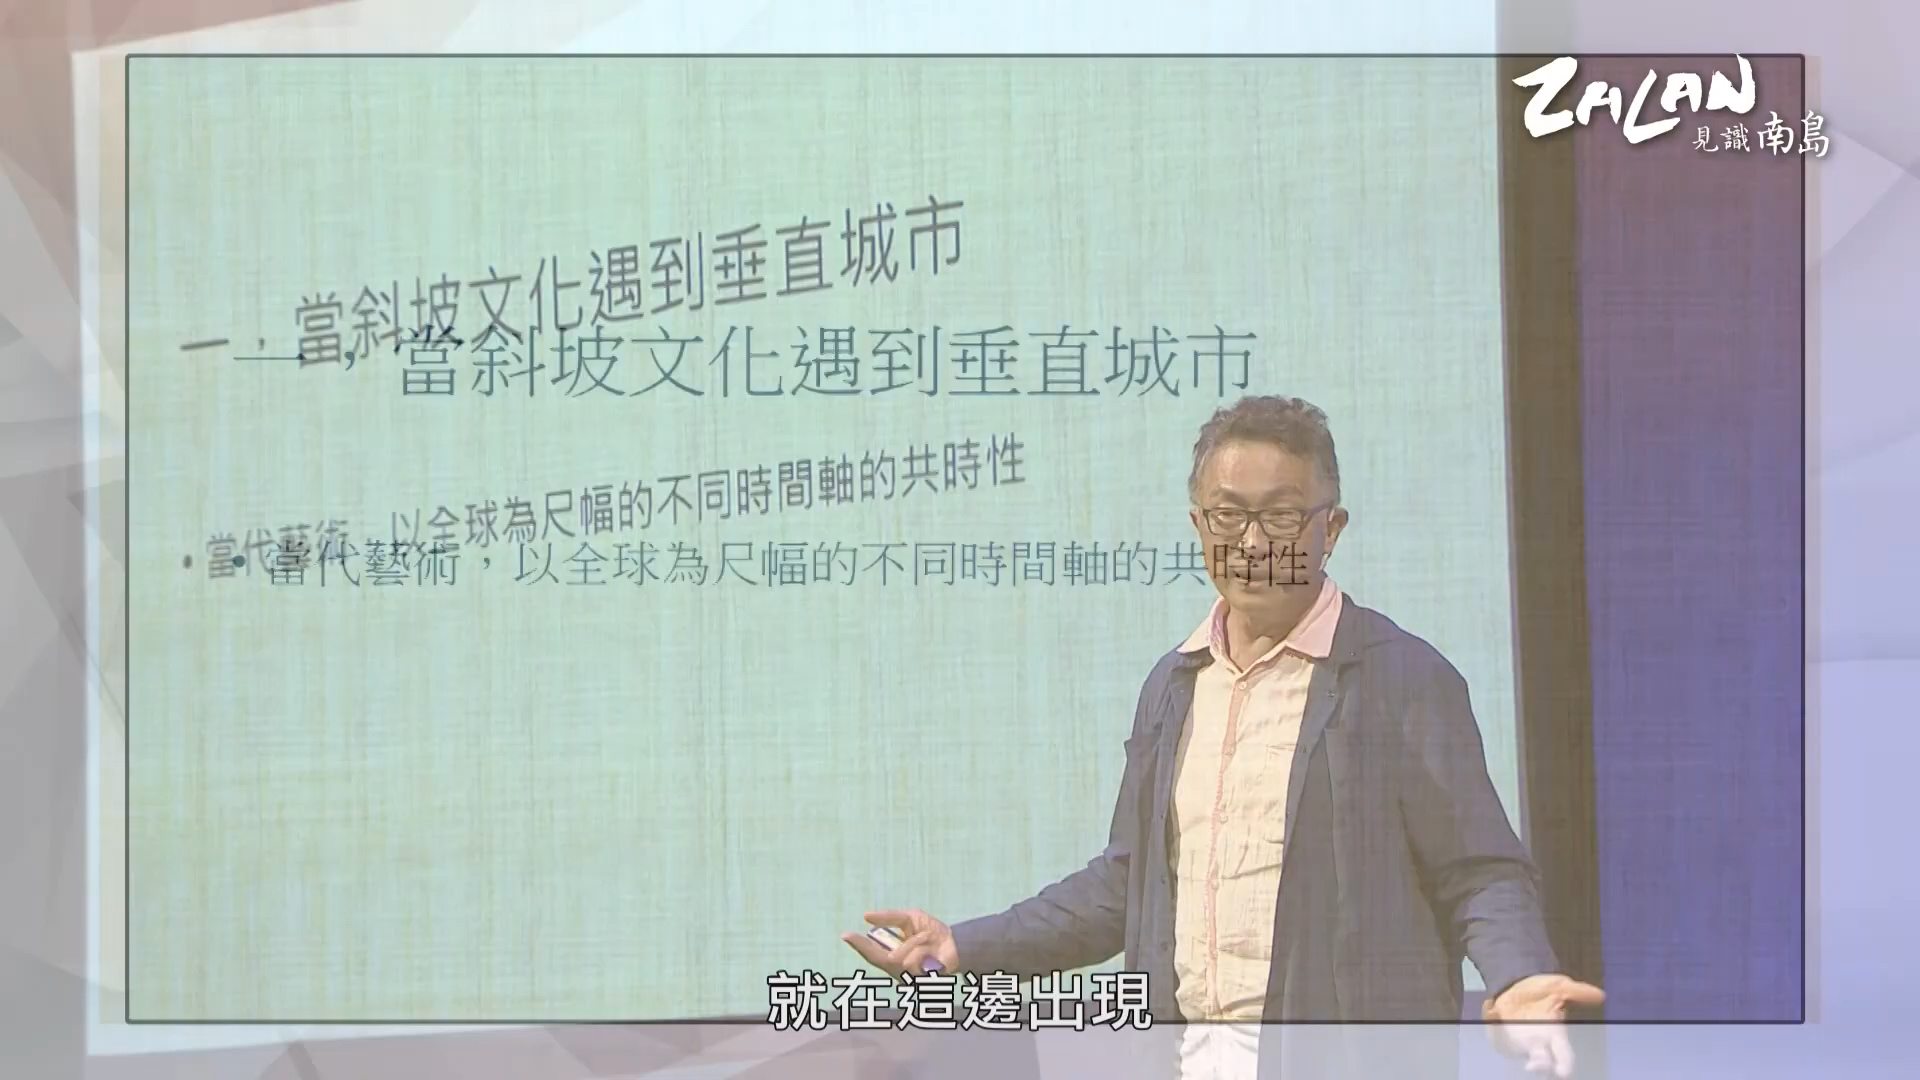 ZALAN
見識南島
一，當斜坡文化遇到垂直城市
一，當斜坡文化遇到垂直城市
•當代藝術，以全球為尺幅的不同時間軸的共時性
•當代藝術，以全球為尺幅的不同時間軸的共時性
就在這邊出現